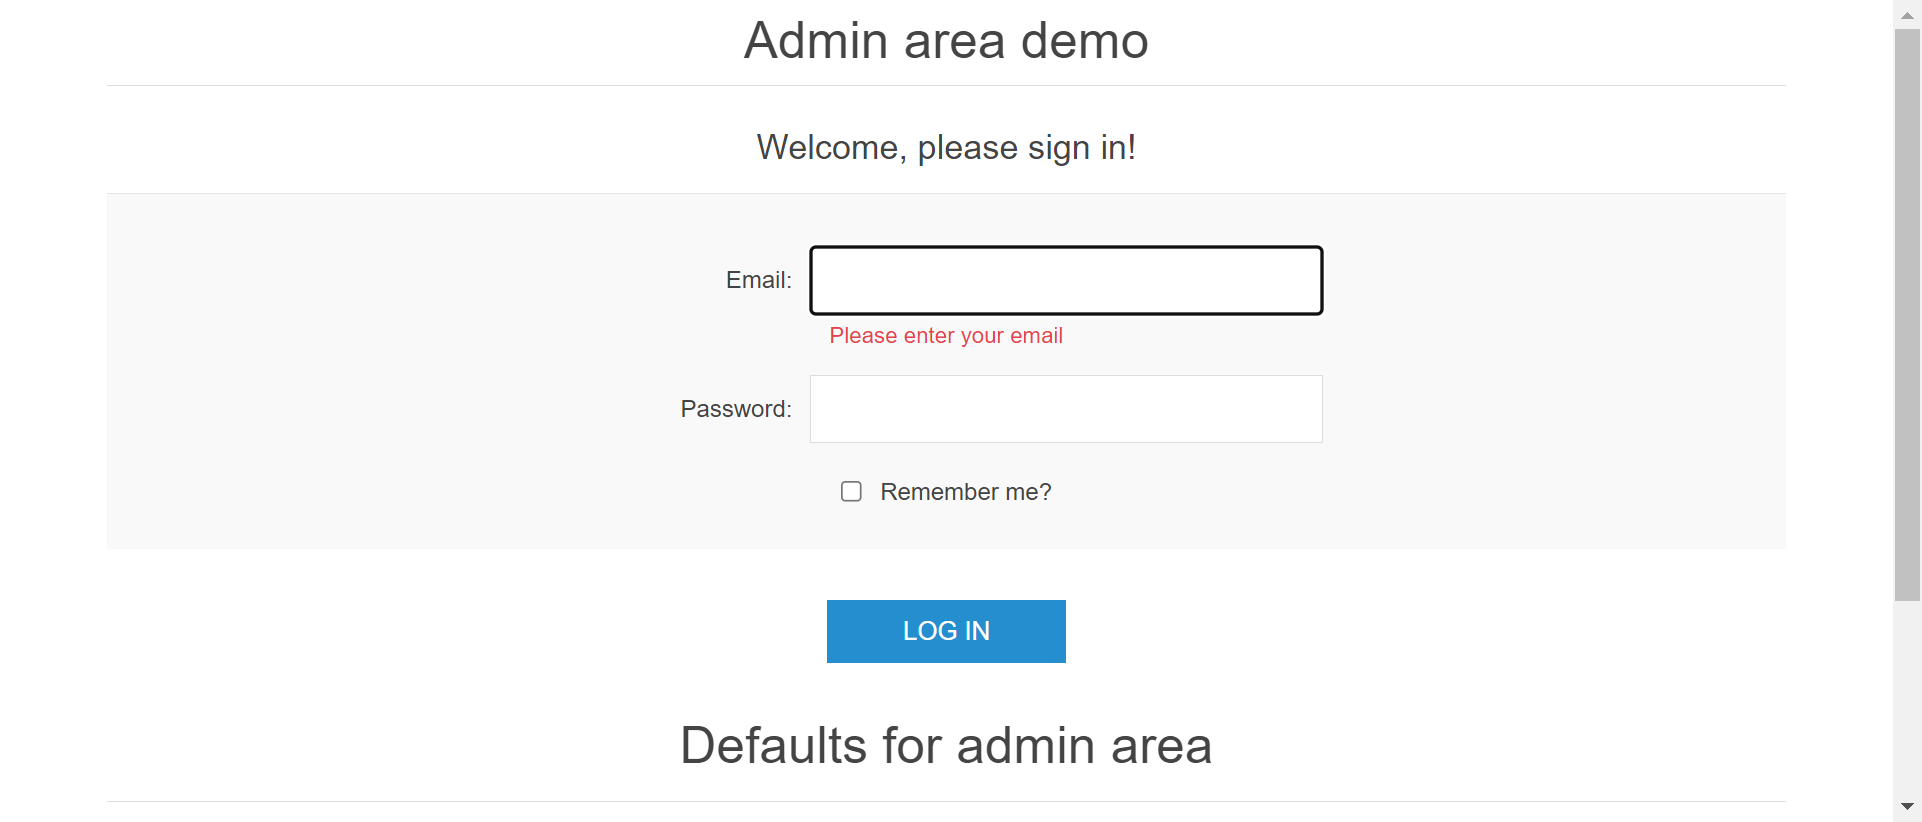 Admin area demo
Welcome, please sign in!
Email:
Please enter your email
Password:
Remember me?
LOG IN
Defaults for admin area